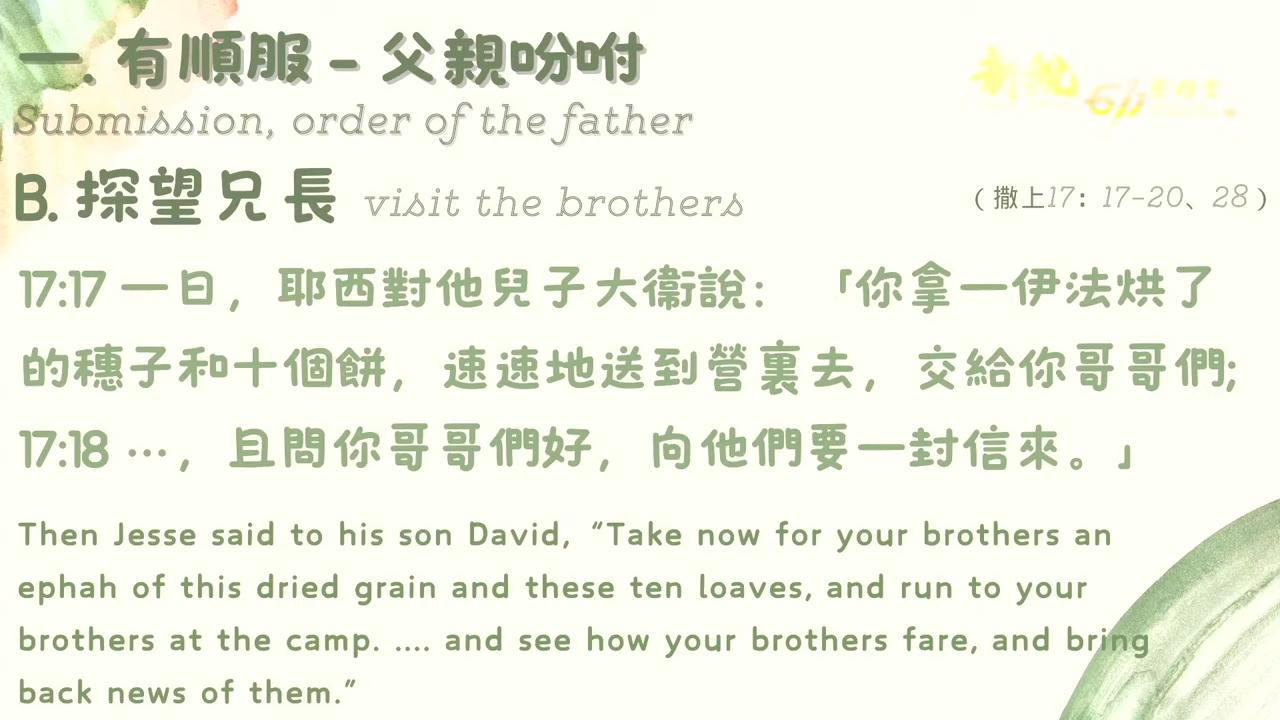 一. 有順服 - 父親吩咐
Submission, order of the father
B. 探望兄長 visit the brothers
( 撒上17: 17-20、28 )
17:17 一日，耶西對他兒子大衞說：「你拿一伊法烘了
的穗子和十個餅，速速地送到營裏去，交給你哥哥們;
17:18 …，且問你哥哥們好，向他們要一封信來。」
Then Jesse said to his son David, “Take now for your brothers an
ephah of this dried grain and these ten loaves, and run to your
brothers at the camp. .... and see how your brothers fare, and bring
back news of them.”
611